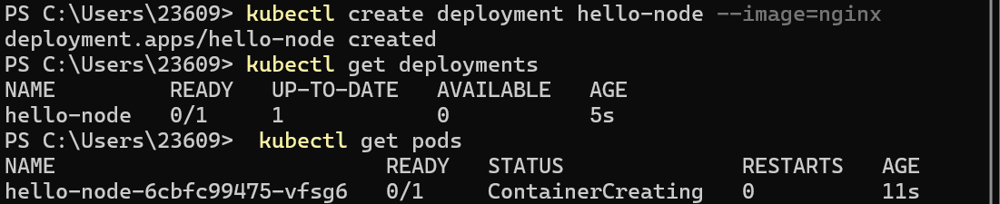 PS C:\Users\23609> kubectl create deployment hello-node --image=nginx
deployment.apps/hello-node created
PS C:\Users\23609> kubectl get deployments
NAME         READY   UP-TO-DATE   AVAILABLE   AGE
hello-node   0/1     1            0           5s
PS C:\Users\23609>  kubectl get pods
NAME                          READY   STATUS              RESTARTS   AGE
hello-node-6cbfc99475-vfsg6   0/1     ContainerCreating   0          11s